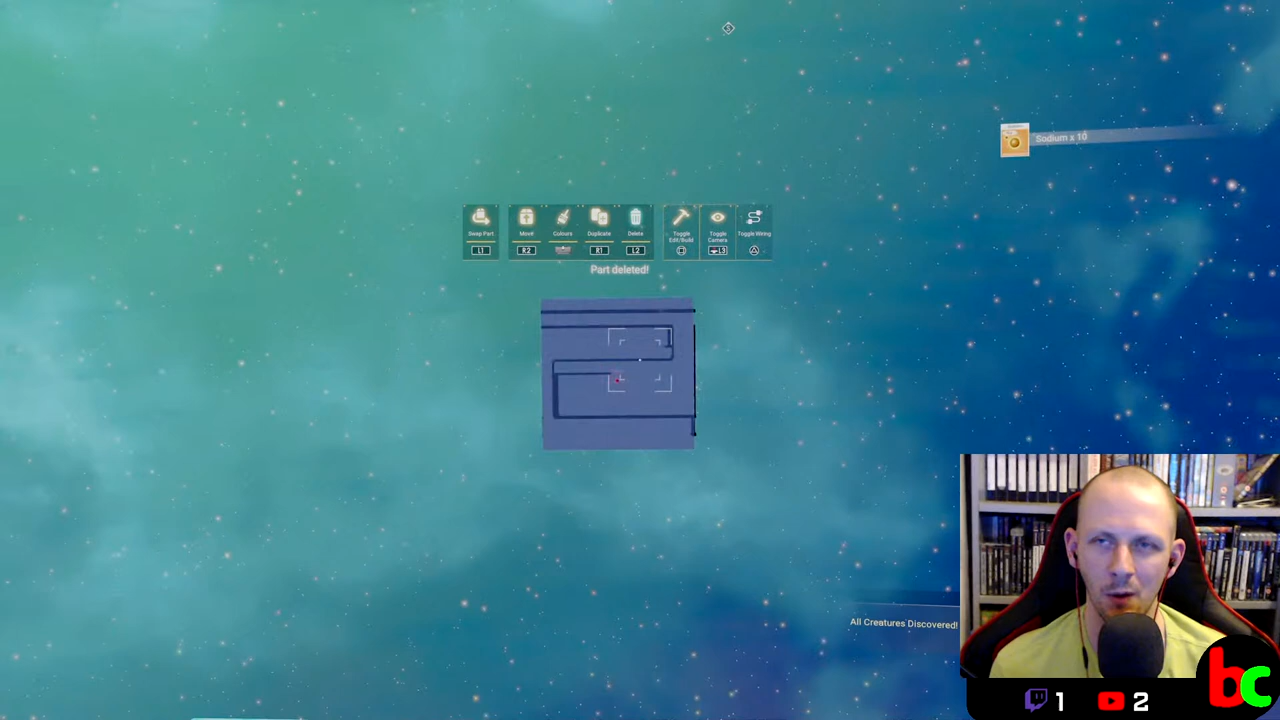 Sodium x 10
Swap Part
Move
Colours
Duplicate
Delete
Toggle Edit/Build
Toggle Camera
Toggle Wiring
L1
R2
R1
L2
L3
Part deleted!
All Creatures Discovered!
1
2
bc